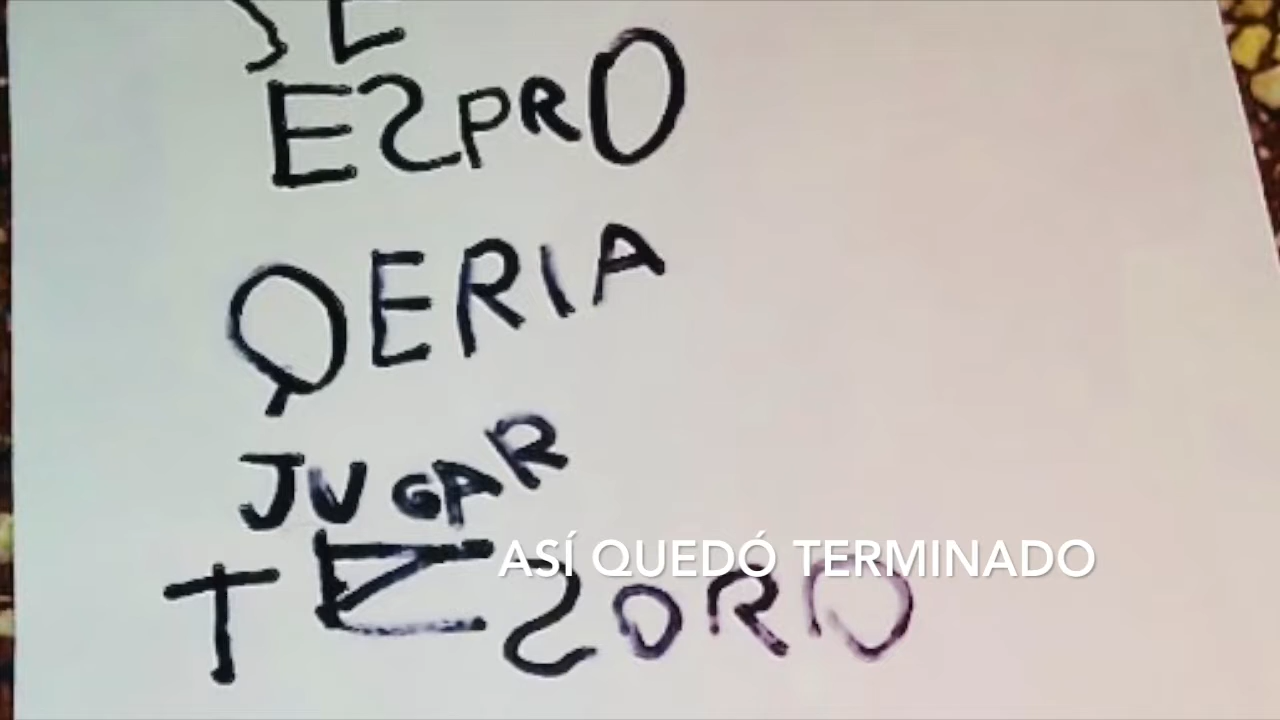 ESPRO
QERIA
JUGAR
TESORO
ASÍ QUEDÓ TERMINADO